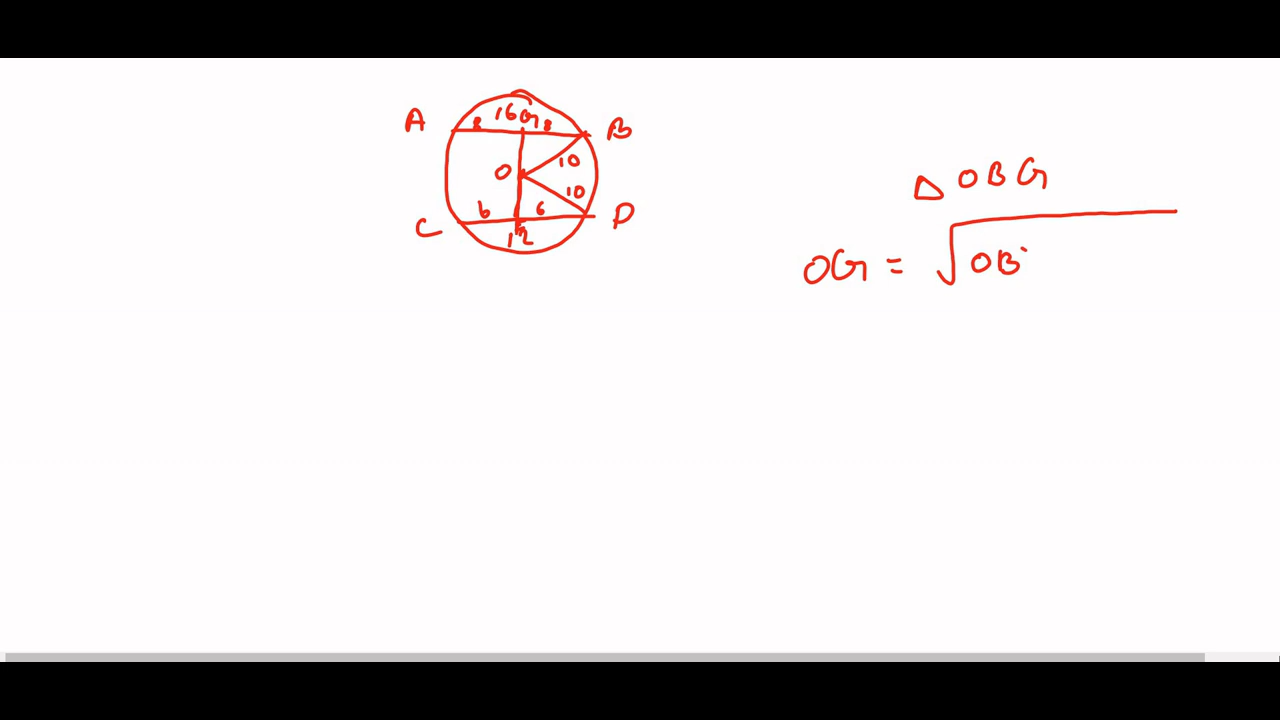 16 G
A 8 8 B
O 10
10
6 6
C D
12
Δ OBG
OG = √OB